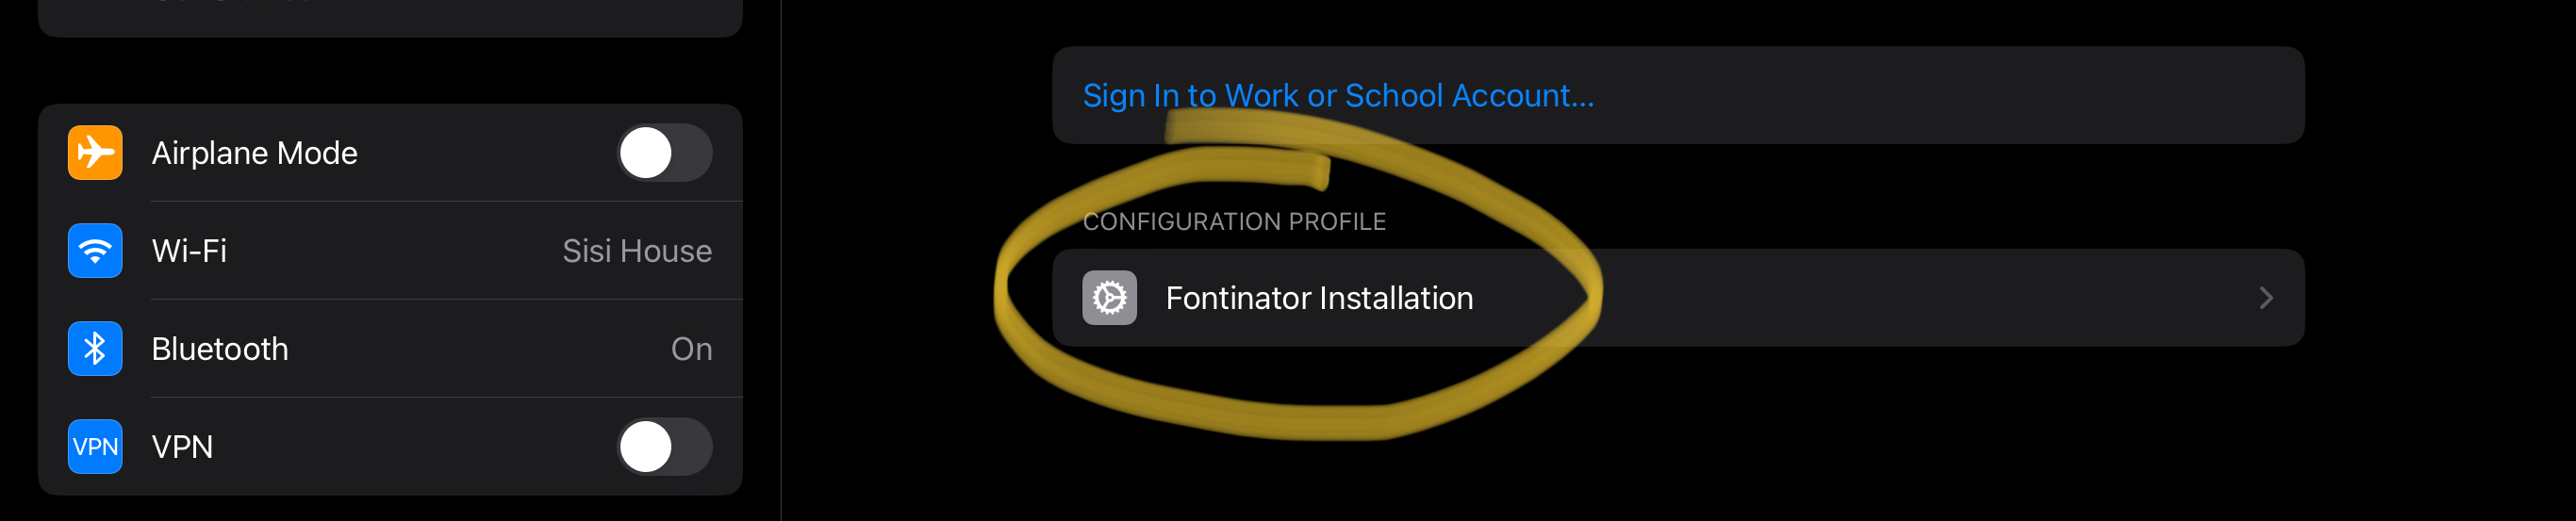 Airplane Mode
Wi-Fi Sisi House
Bluetooth On
VPN VPN
Sign In to Work or School Account...
CONFIGURATION PROFILE
Fontinator Installation